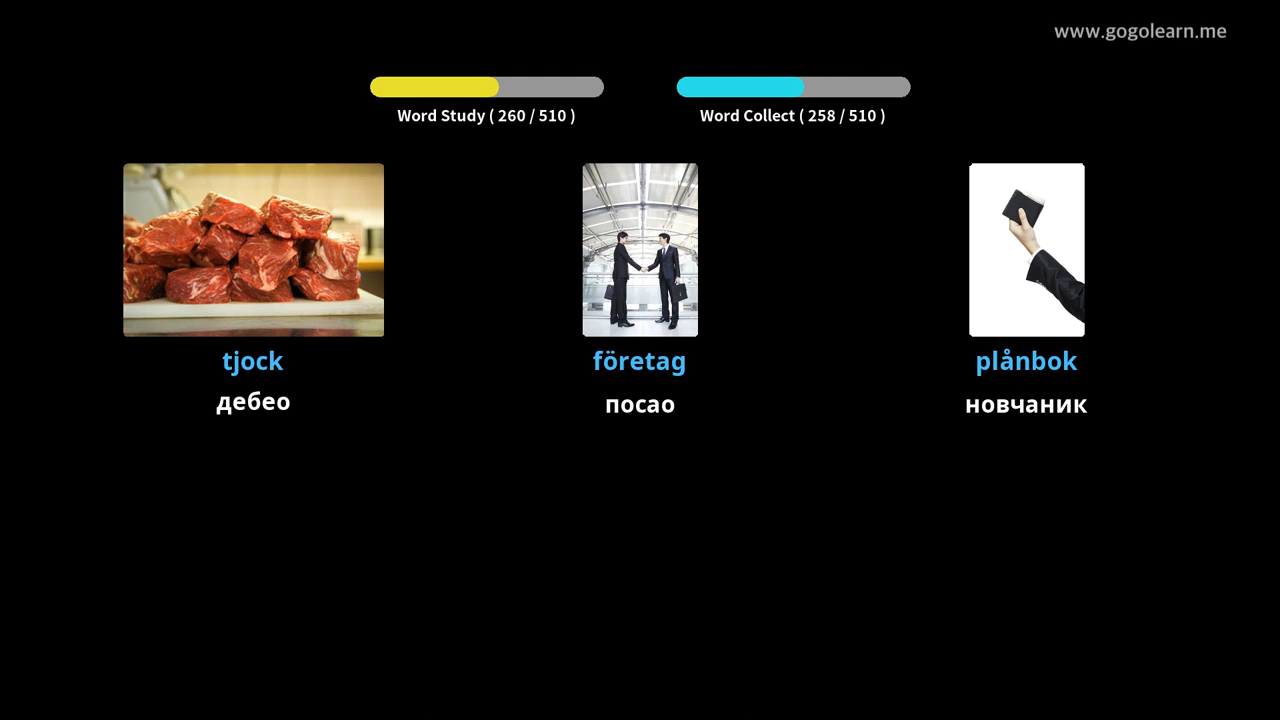 www.gogolearn.me
Word Study ( 260 / 510 )
Word Collect ( 258 / 510 )
tjock
företag
plånbok
дебео
посао
новчаник